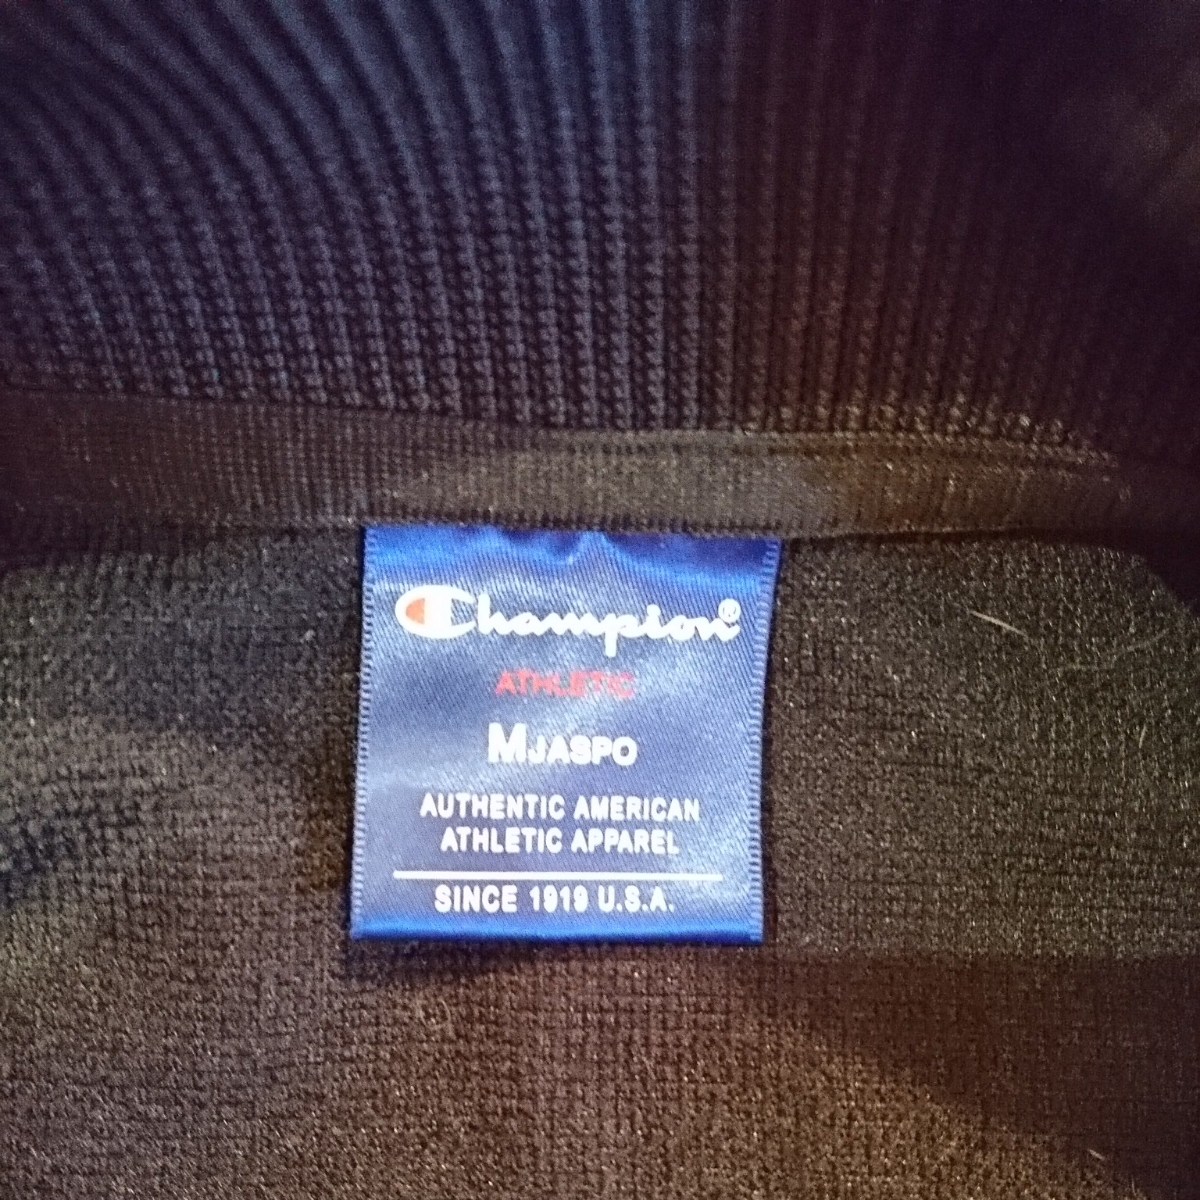 Champion®
ATHLETIC
MJASPO
AUTHENTIC AMERICAN
ATHLETIC APPAREL
SINCE 1919 U.S.A.